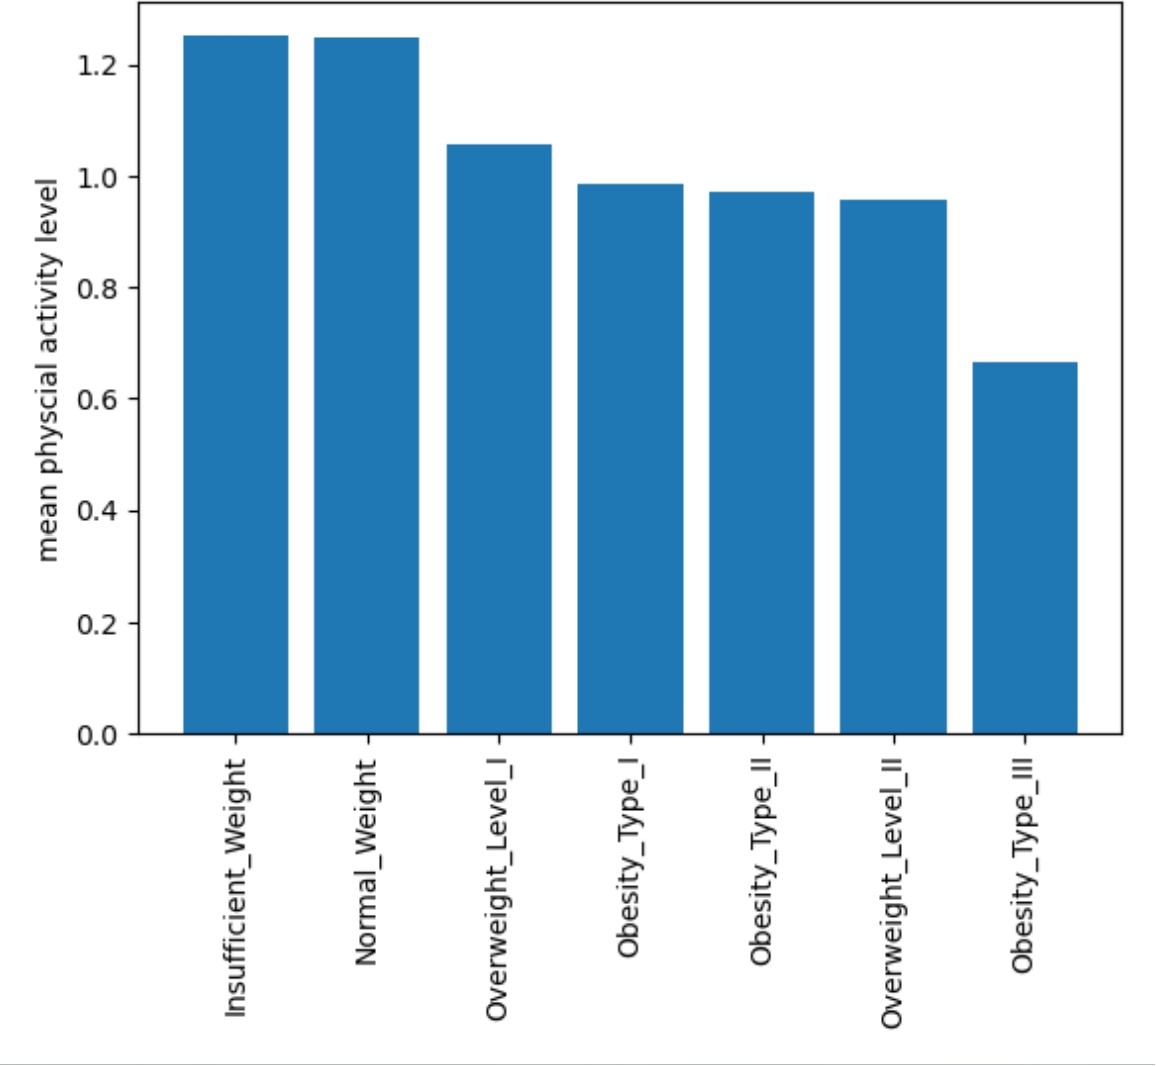 mean physcial activity level
1.2
1.0
0.8
0.6
0.4
0.2
0.0
Insufficient_Weight
Normal_Weight
Overweight_Level_I
Obesity_Type_I
Obesity_Type_II
Overweight_Level_II
Obesity_Type_III